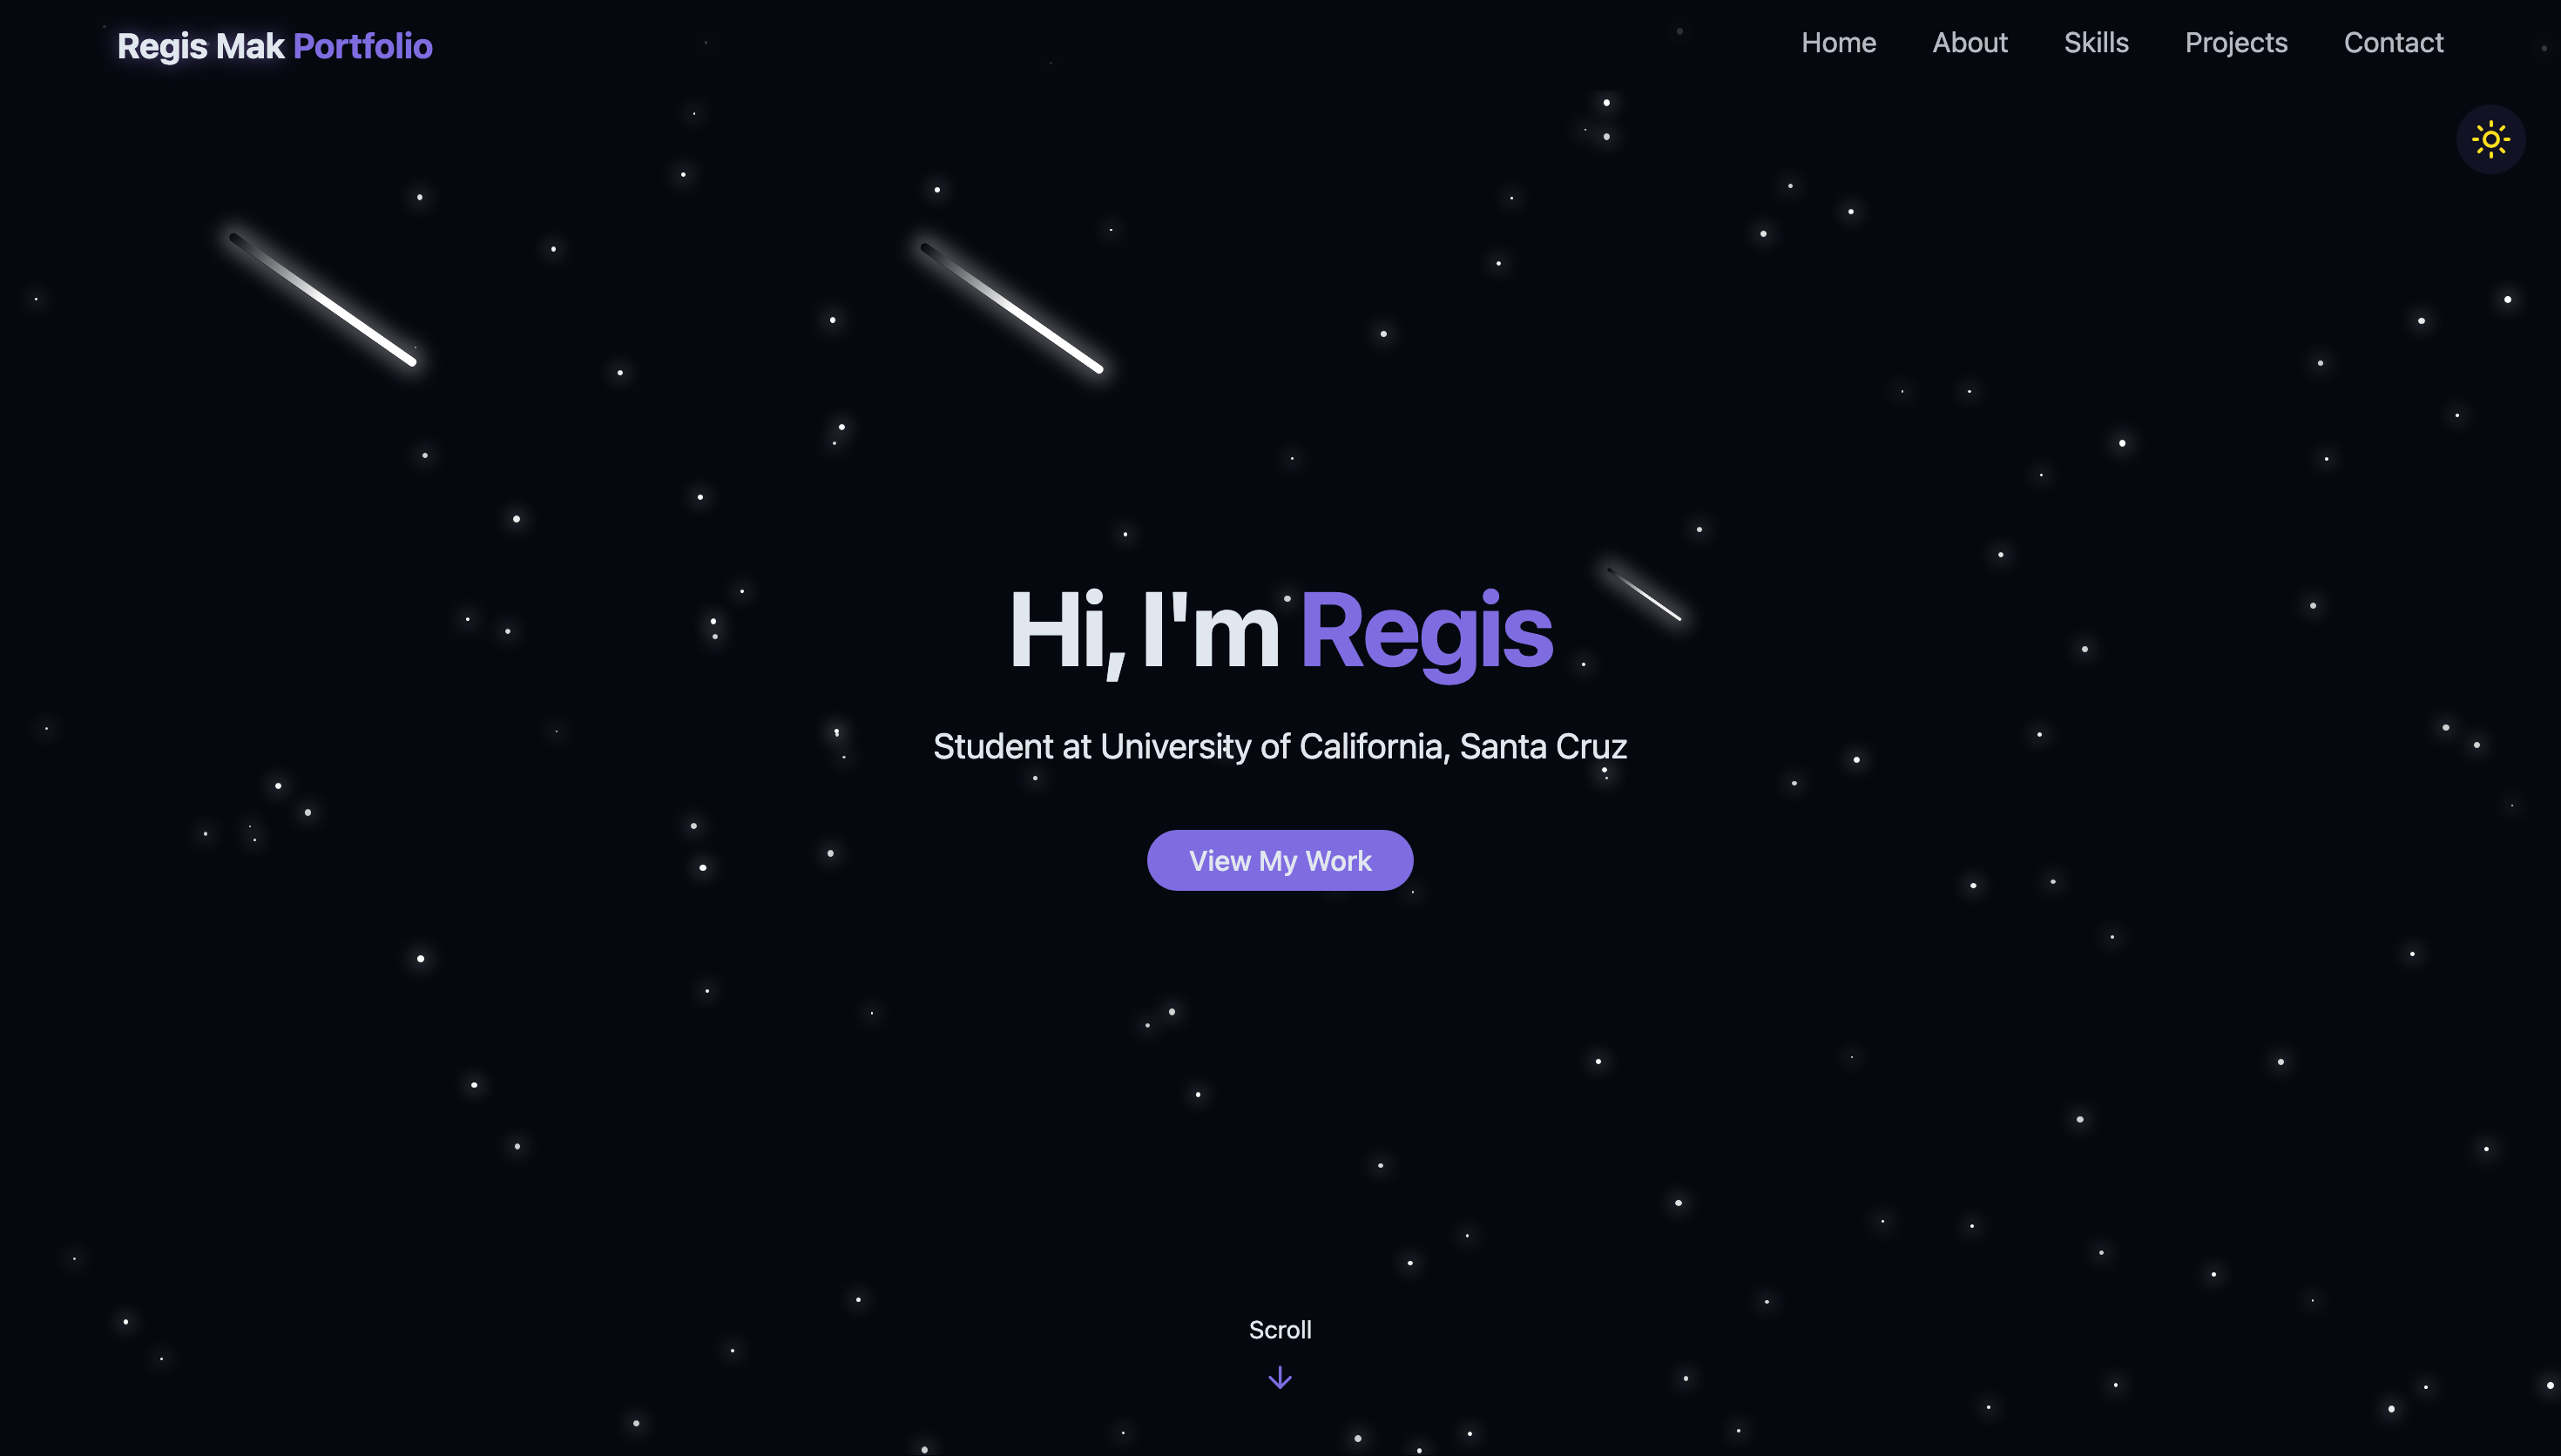 Regis Mak Portfolio
Home About Skills Projects Contact
Hi, I'm Regis
Student at University of California, Santa Cruz
View My Work
Scroll